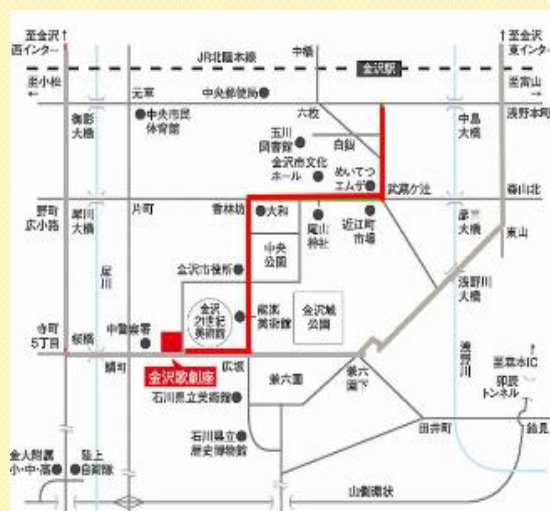 至金沢↑
西インター
↑至金沢
東インター
JR北陸本線
中橋
金沢駅
至小松
←
至富山
→
元車
中央郵便局
六枚
中島
大橋
浅野本町
御影
大橋
中央市民
体育館
玉川
図書館
白銀
金沢市文化
ホール
めいてつ
エムザ
武蔵ケ辻
森山北
野町
広小路
犀川
大橋
片町
香林坊
大和
尾山
神社
近江町
市場
彦三
大橋
東山
中央
公園
犀川
金沢市役所
浅野川
大橋
金沢
21世紀
美術館
能楽
美術館
金沢城
公園
寺町
5丁目
桜橋
中警察署
鱗町
金沢歌劇座
広坂
兼六園
兼六
園下
浅野川
至森本IC
卯辰
トンネル
石川県立美術館
石川県立
歴史博物館
田井町
鈴見
金大附属
小・中・高
陸上
自衛隊
山側環状